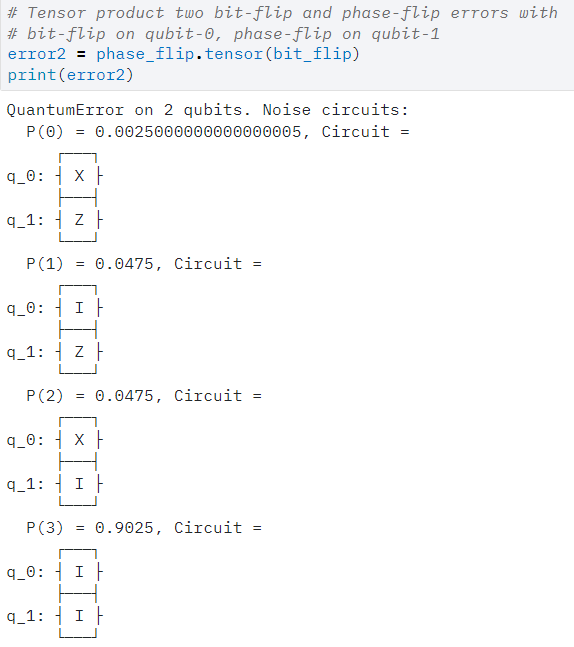 # Tensor product two bit-flip and phase-flip errors with
# bit-flip on qubit-0, phase-flip on qubit-1
error2 = phase_flip.tensor(bit_flip)
print(error2)
QuantumError on 2 qubits. Noise circuits:
  P(0) = 0.0025000000000000005, Circuit =
     ┌───┐
q_0: ┤ X ├
     ├───┤
q_1: ┤ Z ├
     └───┘
  P(1) = 0.0475, Circuit =
     ┌───┐
q_0: ┤ I ├
     ├───┤
q_1: ┤ Z ├
     └───┘
  P(2) = 0.0475, Circuit =
     ┌───┐
q_0: ┤ X ├
     ├───┤
q_1: ┤ I ├
     └───┘
  P(3) = 0.9025, Circuit =
     ┌───┐
q_0: ┤ I ├
     ├───┤
q_1: ┤ I ├
     └───┘